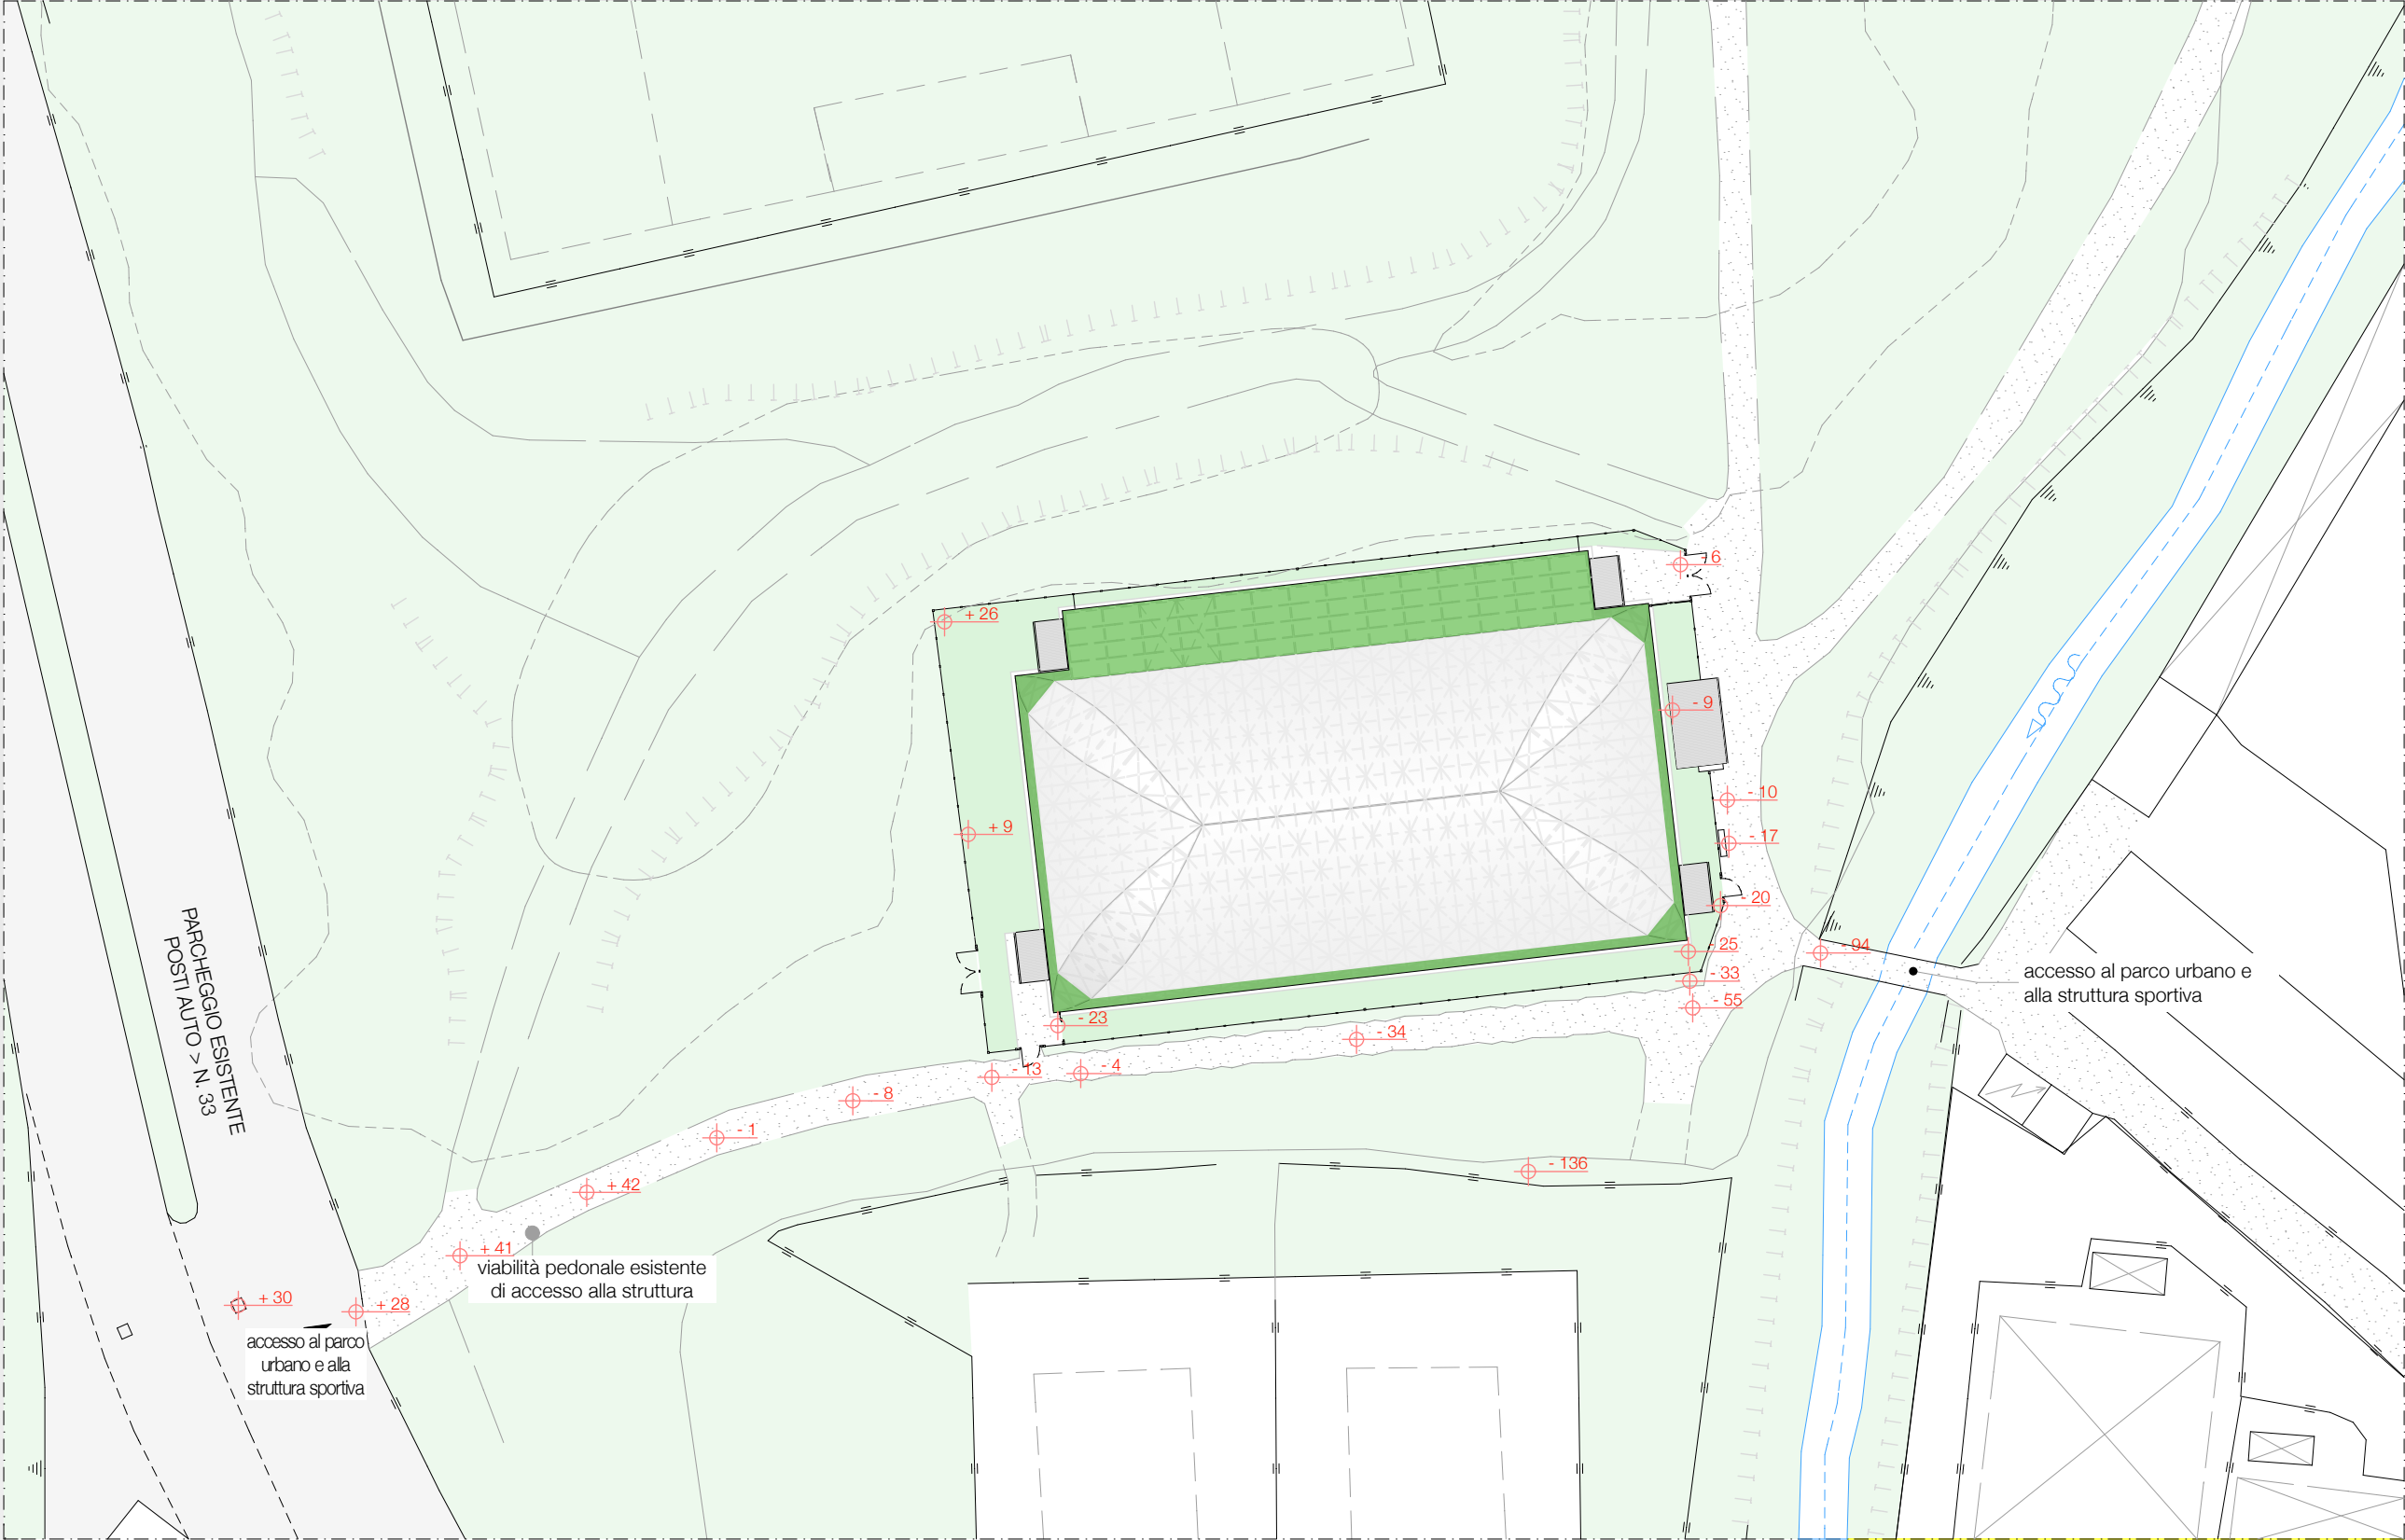 - 6
+ 26
- 9
- 10
+ 9
- 17
- 20
- 25
- 94
- 33
- 55
accesso al parco urbano e
alla struttura sportiva
PARCHEGGIO ESISTENTE
POSTI AUTO > N. 33
- 23
- 34
- 13
- 4
- 8
- 1
- 136
+ 42
+ 41
viabilità pedonale esistente
di accesso alla struttura
+ 30
+ 28
accesso al parco
urbano e alla
struttura sportiva